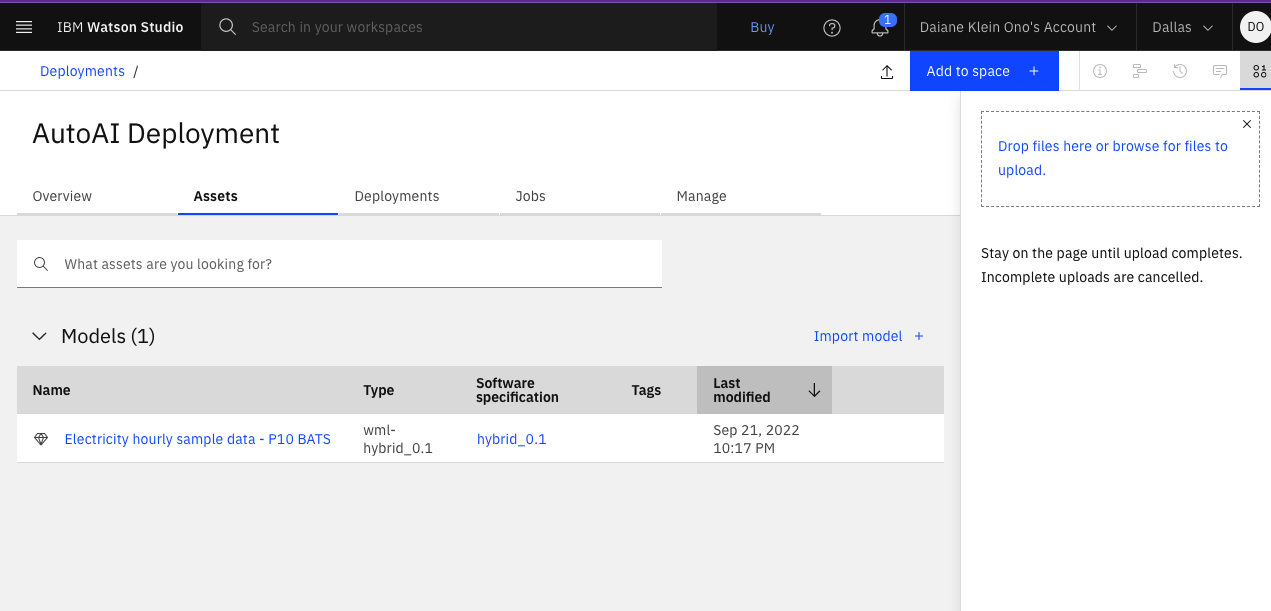 IBM Watson Studio
Search in your workspaces
Buy
1
Daiane Klein Ono's Account
Dallas
DO
Deployments /
Add to space +
AutoAI Deployment
Overview
Assets
Deployments
Jobs
Manage
What assets are you looking for?
Models (1)
Import model +
Name
Type
Software
specification
Tags
Last
modified
Electricity hourly sample data - P10 BATS
wml-
hybrid_0.1
hybrid_0.1
Sep 21, 2022
10:17 PM
Drop files here or browse for files to
upload.
Stay on the page until upload completes.
Incomplete uploads are cancelled.